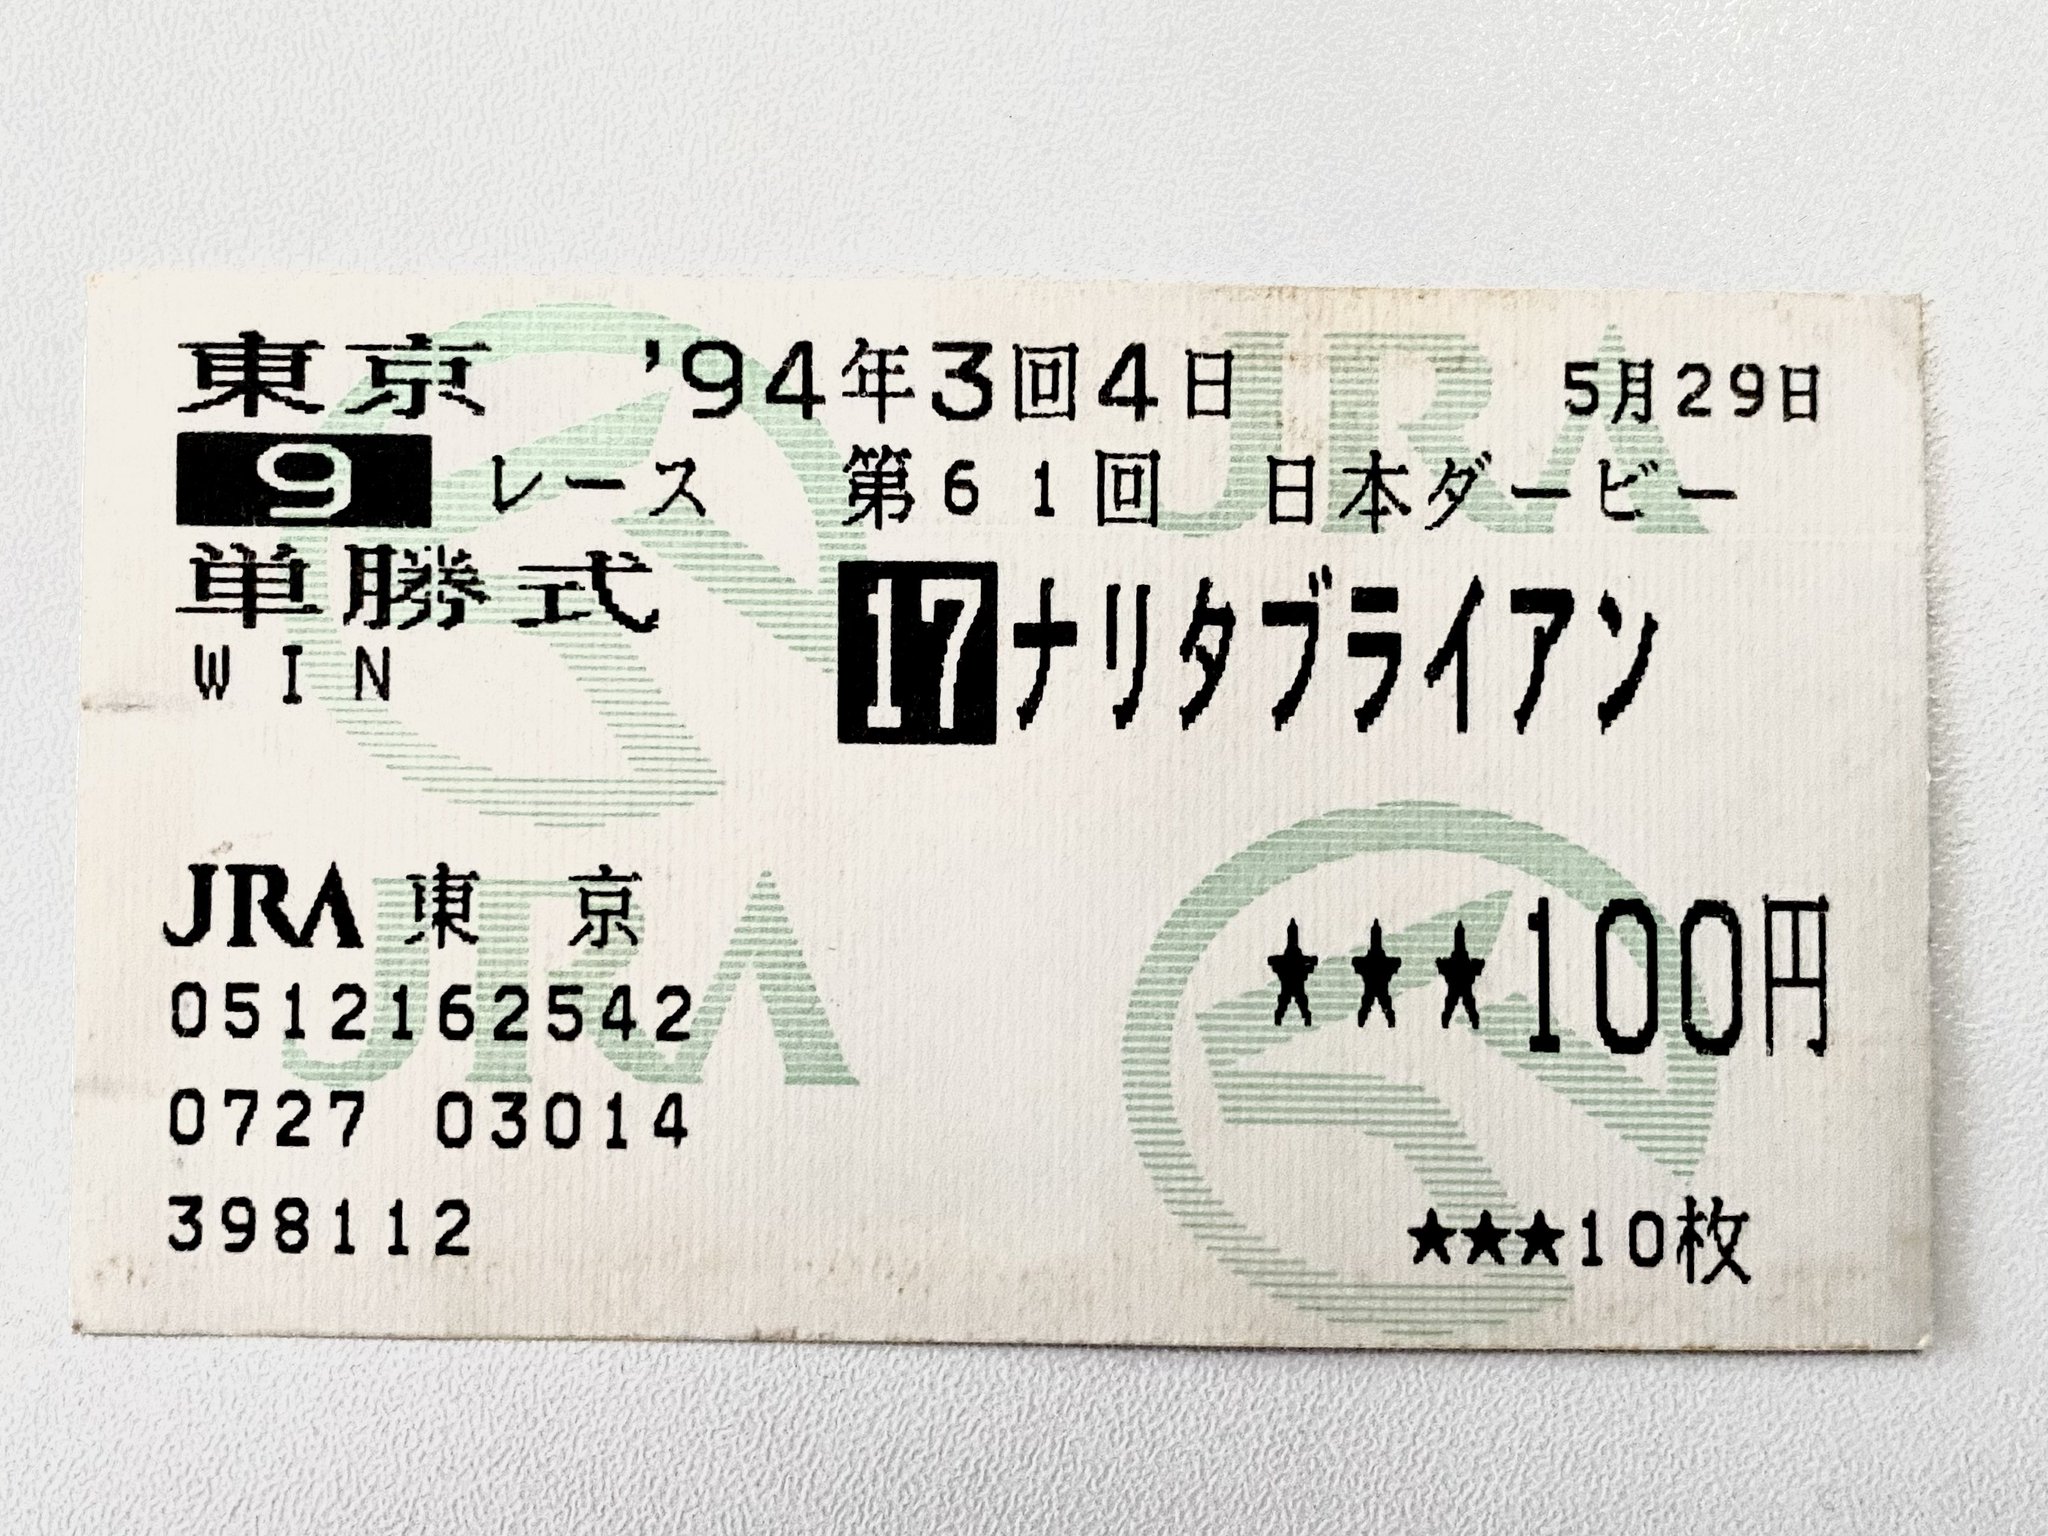 東京 '94年3回4日 5月29日
9 レース 第61回 日本ダービー
単勝式 17 ナリタブライアン
WIN
JRA 東京 ★★★100円
0512162542
0727 03014
398112 ★★★10枚
JRA
JRA